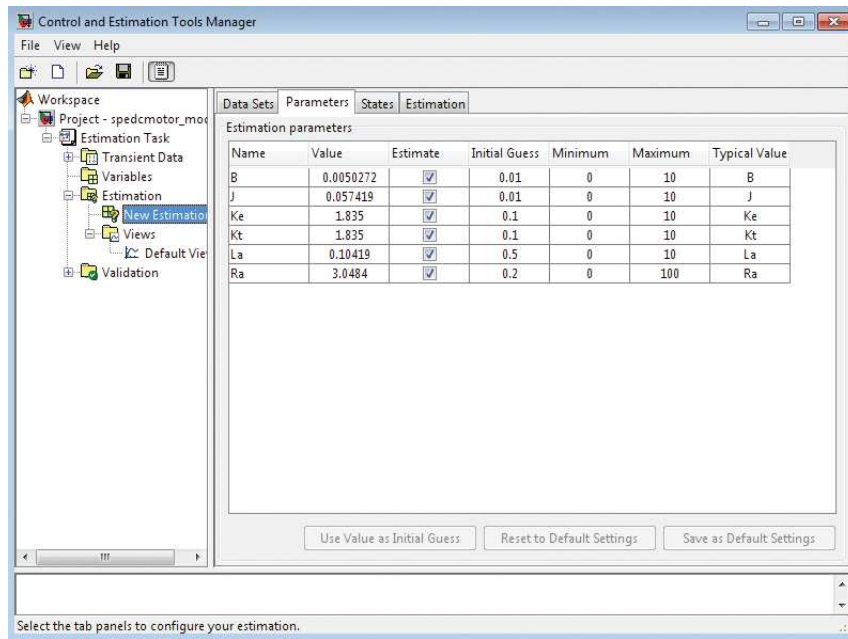 Control and Estimation Tools Manager
File View Help
Workspace
Project - spedcmotor_mod
Estimation Task
Transient Data
Variables
Estimation
New Estimation
Views
Default Vie
Validation
Data Sets Parameters States Estimation
Estimation parameters
Name Value Estimate Initial Guess Minimum Maximum Typical Value
B 0.0050272 0.01 0 10 B
J 0.057419 0.01 0 10 J
Ke 1.835 0.1 0 10 Ke
Kt 1.835 0.1 0 10 Kt
La 0.10419 0.5 0 10 La
Ra 3.0484 0.2 0 100 Ra
Use Value as Initial Guess Reset to Default Settings Save as Default Settings
Select the tab panels to configure your estimation.